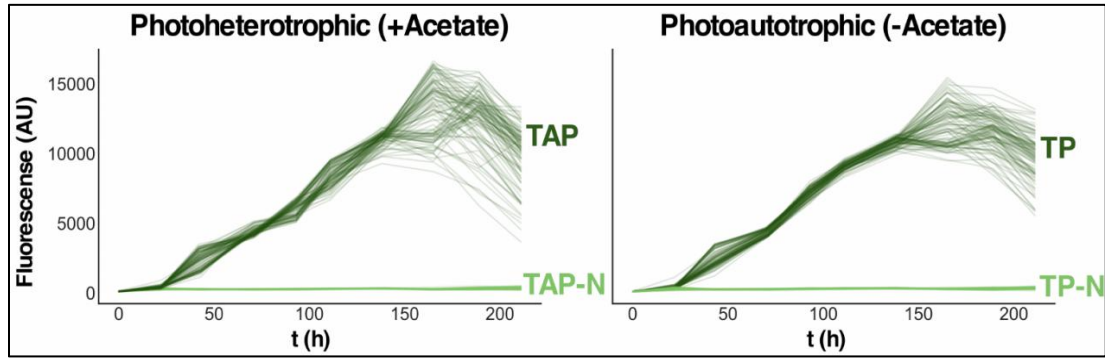 Photoheterotrophic (+Acetate)
Photoautotrophic (-Acetate)
Fluorescense (AU)
15000
10000
5000
0
TAP
TAP-N
TP
TP-N
0 50 100 150 200
t (h)
0 50 100 150 200
t (h)